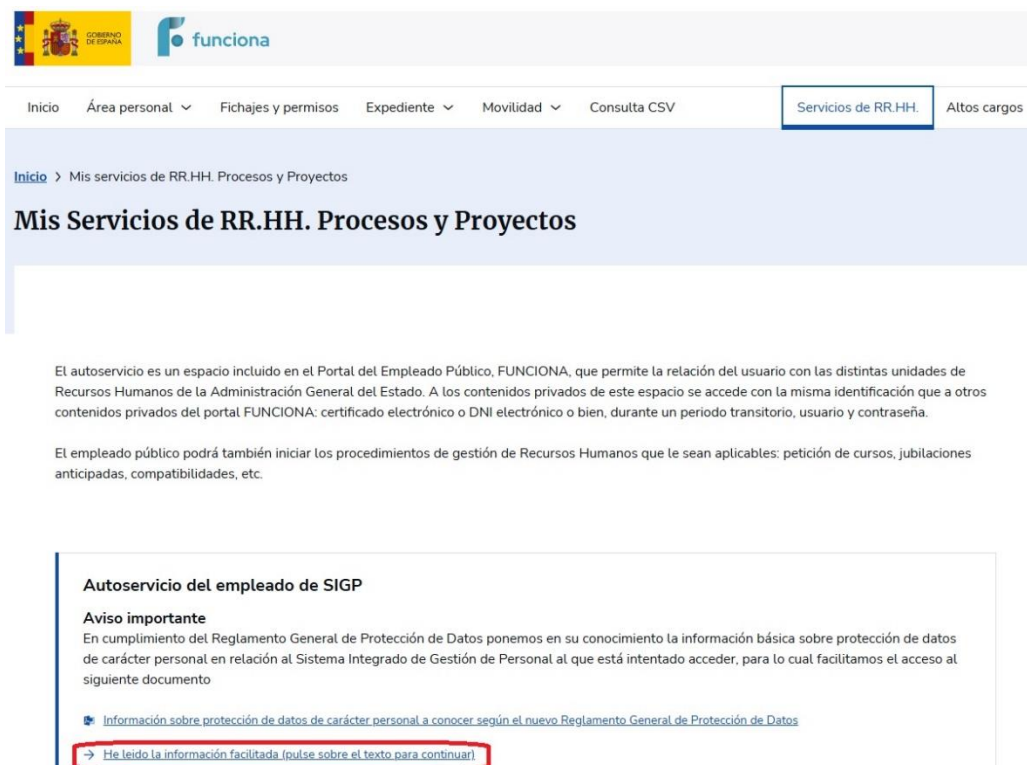 GOBIERNO
DE ESPAÑA
funciona
Inicio Área personal Fichajes y permisos Expediente Movilidad Consulta CSV Servicios de RR.HH. Altos cargos
Inicio > Mis servicios de RR.HH. Procesos y Proyectos
Mis Servicios de RR.HH. Procesos y Proyectos
El autoservicio es un espacio incluido en el Portal del Empleado Público, FUNCIONA, que permite la relación del usuario con las distintas unidades de
Recursos Humanos de la Administración General del Estado. A los contenidos privados de este espacio se accede con la misma identificación que a otros
contenidos privados del portal FUNCIONA: certificado electrónico o DNI electrónico o bien, durante un periodo transitorio, usuario y contraseña.
El empleado público podrá también iniciar los procedimientos de gestión de Recursos Humanos que le sean aplicables: petición de cursos, jubilaciones
anticipadas, compatibilidades, etc.
Autoservicio del empleado de SIGP
Aviso importante
En cumplimiento del Reglamento General de Protección de Datos ponemos en su conocimiento la información básica sobre protección de datos
de carácter personal en relación al Sistema Integrado de Gestión de Personal al que está intentado acceder, para lo cual facilitamos el acceso al
siguiente documento
Información sobre protección de datos de carácter personal a conocer según el nuevo Reglamento General de Protección de Datos
→ He leido la información facilitada (pulse sobre el texto para continuar)